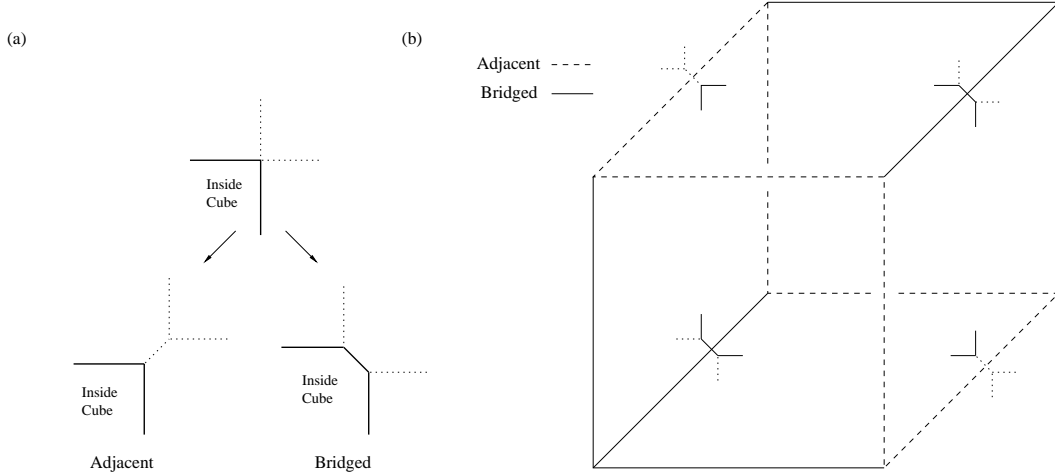 (a)
(b)
Adjacent
Bridged
Inside
Cube
Inside
Cube
Inside
Cube
Adjacent
Bridged